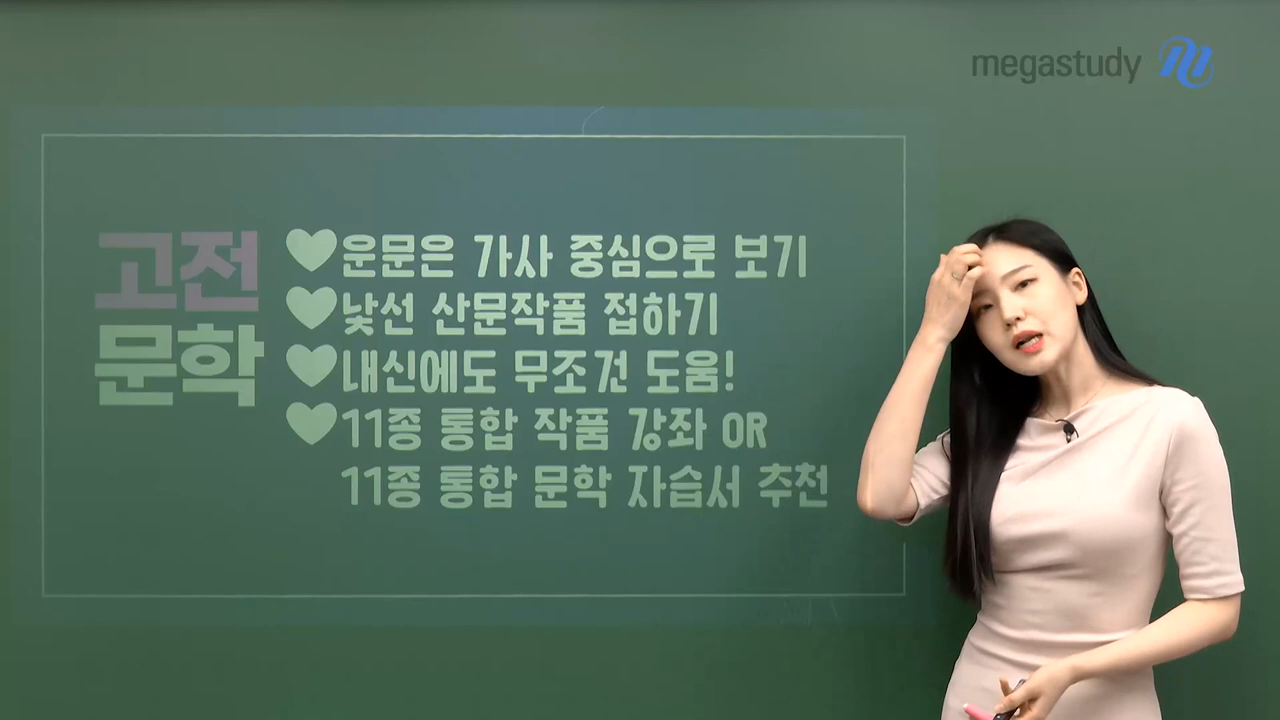 megastudy
고전
문학
운문은 가사 중심으로 보기
낯선 산문작품 접하기
내신에도 무조건 도움!
11종 통합 작품 강좌 OR
11종 통합 문학 자습서 추천